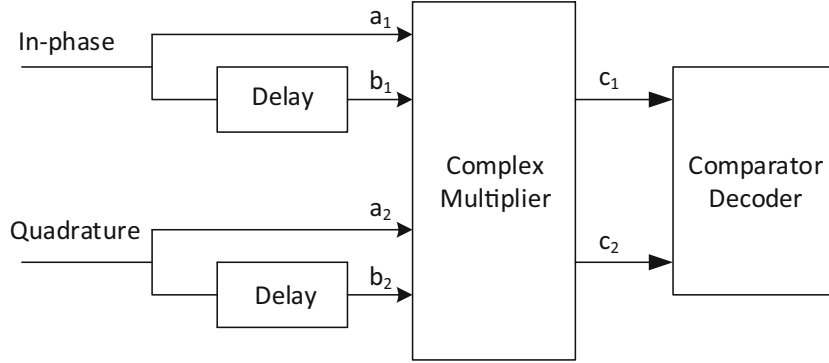 In-phase
a₁
Delay
b₁
Complex
Multiplier
c₁
Comparator
Decoder
Quadrature
a₂
c₂
Delay
b₂